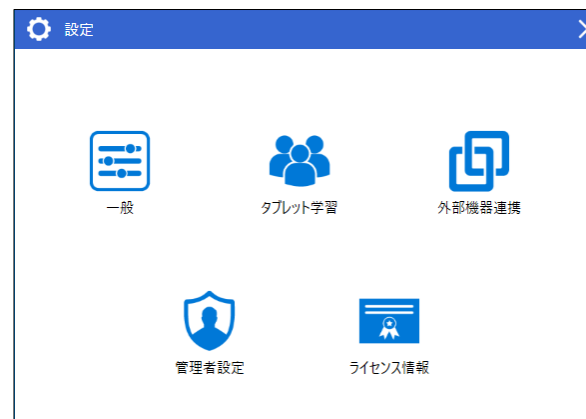 設定
一般
タブレット学習
外部機器連携
管理者設定
ライセンス情報